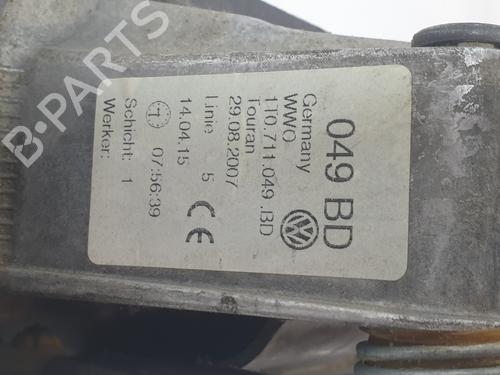 049 BD
Germany
WWO
1T0.711.049 .BD
Touran
29.08.2007
Linie 5
14.04.15
07:56:39
Schicht: 1
Werker:
CE
B-PARTS